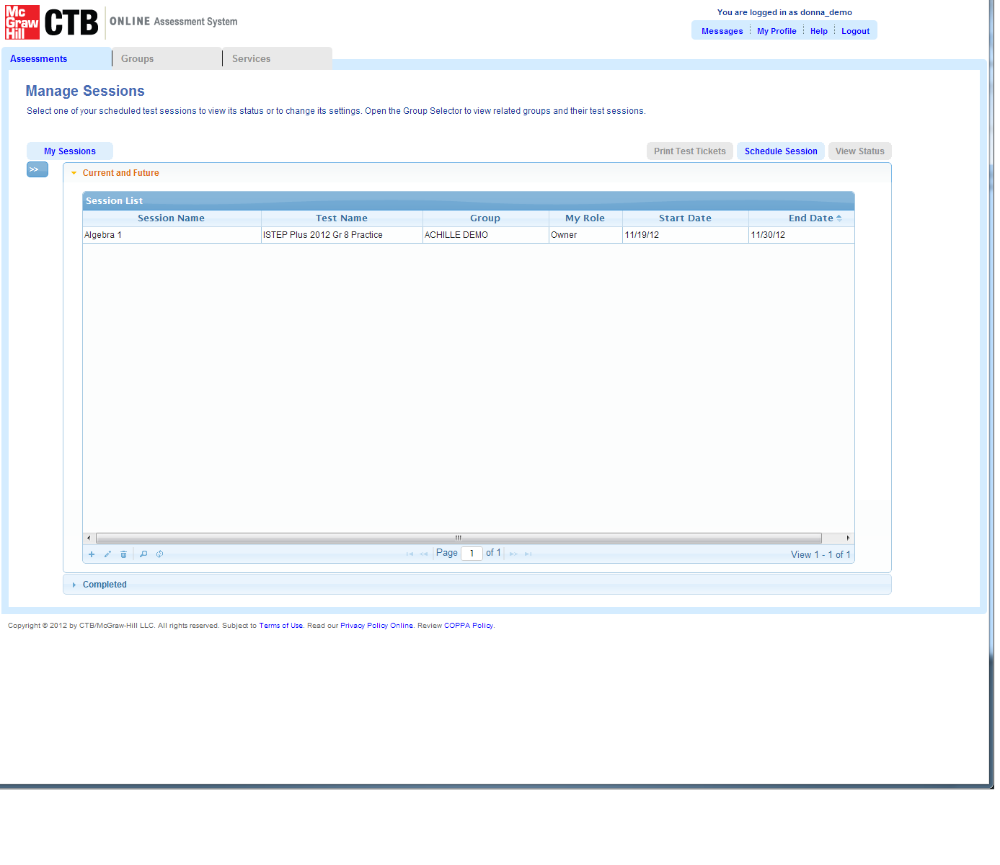 Mc
Graw
Hill
CTB
ONLINE Assessment System
You are logged in as donna_demo
Messages My Profile Help Logout
Assessments Groups Services
Manage Sessions
Select one of your scheduled test sessions to view its status or to change its settings. Open the Group Selector to view related groups and their test sessions.
My Sessions Print Test Tickets Schedule Session View Status
>>
Current and Future
Session List
Session Name Test Name Group My Role Start Date End Date
Algebra 1 ISTEP Plus 2012 Gr 8 Practice ACHILLE DEMO Owner 11/19/12 11/30/12
Page 1 of 1 View 1 - 1 of 1
Completed
Copyright © 2012 by CTB/McGraw-Hill LLC. All rights reserved. Subject to Terms of Use. Read our Privacy Policy Online. Review COPPA Policy.